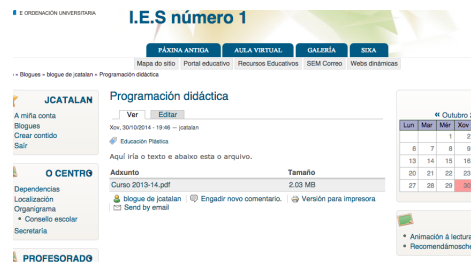 E ORDENACIÓN UNIVERSITARIA
I.E.S número 1
PÁXINA ANTIGA AULA VIRTUAL GALERÍA SIXA
Mapa do sitio Portal educativo Recursos Educativos SEM Correo Webs dinámicas
» Blogues » blogue de jcatalan » Programación didáctica
JCATALAN
A miña conta
Blogues
Crear contido
Saír
O CENTRO
Dependencias
Localización
Organigrama
Consello escolar
Secretaría
PROFESORADO
Programación didáctica
Ver Editar
Xov, 30/10/2014 - 19:46 — jcatalan
Educación Plástica
Aquí iría o texto e abaixo esta o arquivo.
Adxunto Tamaño
Curso 2013-14.pdf 2.03 MB
blogue de jcatalan Engadir novo comentario. Versión para impresora
Send by email
« Outubro 2
Lun Mar Mér Xov
1 2
6 7 8 9
13 14 15 16
20 21 22 23
27 28 29 30
Animación á lectura
Recomendámosche